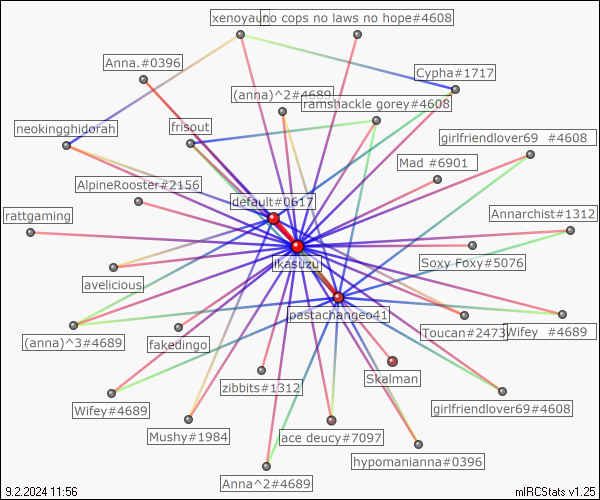 xenoyaun
no cops no laws no hope#4608
Anna.#0396
Cypha#1717
(anna)^2#4689
ramshackle gorey#4608
neokingghidorah
frisout
girlfriendlover69 #4608
Mad #6901
AlpineRooster#2156
default#0617
rattgaming
Annarchist#1312
ikasuzu
Soxy Foxy#5076
avelicious
pastachangeo41
Toucan#2473
Wifey #4689
(anna)^3#4689
fakedingo
Skalman
zibbits#1312
Wifey#4689
girlfriendlover69#4608
Mushy#1984
ace deucy#7097
hypomanianna#0396
Anna^2#4689
9.2.2024 11:56
mIRCStats v1.25